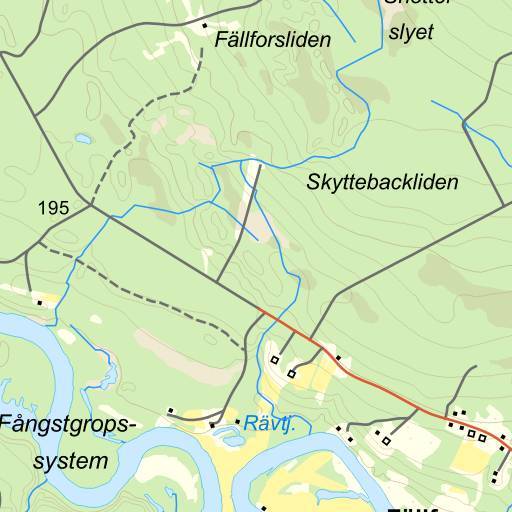 slyet
Fällforsliden
Skyttebackliden
195
Fångstgrops-
system
Rävtj.